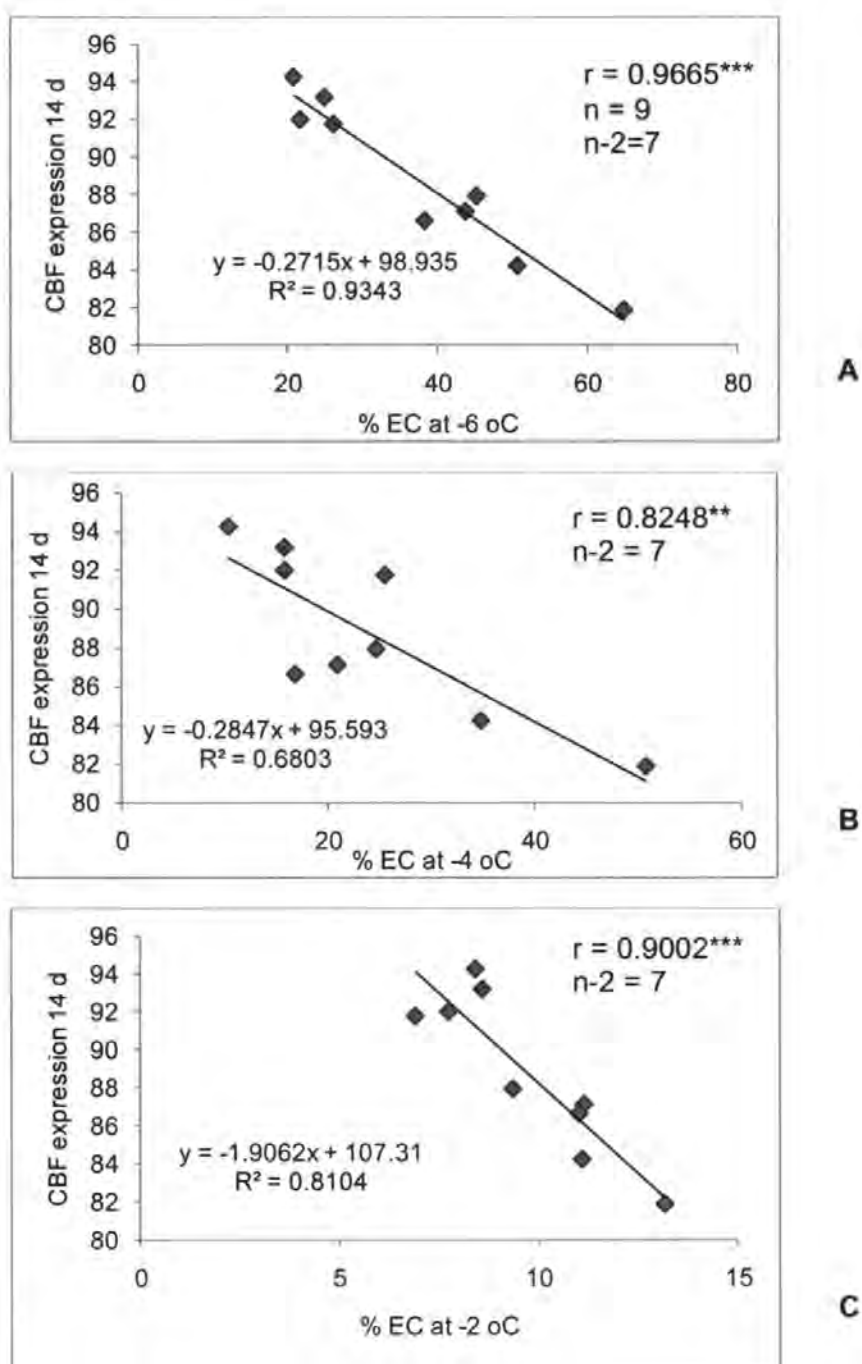 96
94
92
90
88
86
84
82
80
CBF expression 14 d
r = 0.9665***
n = 9
n-2=7
y = -0.2715x + 98.935
R² = 0.9343
0 20 40 60 80
% EC at -6 oC
A
96
94
92
90
88
86
84
82
80
CBF expression 14 d
r = 0.8248**
n-2 = 7
y = -0.2847x + 95.593
R² = 0.6803
0 20 40 60
% EC at -4 oC
B
96
94
92
90
88
86
84
82
80
CBF expression 14 d
r = 0.9002***
n-2 = 7
y = -1.9062x + 107.31
R² = 0.8104
0 5 10 15
% EC at -2 oC
C